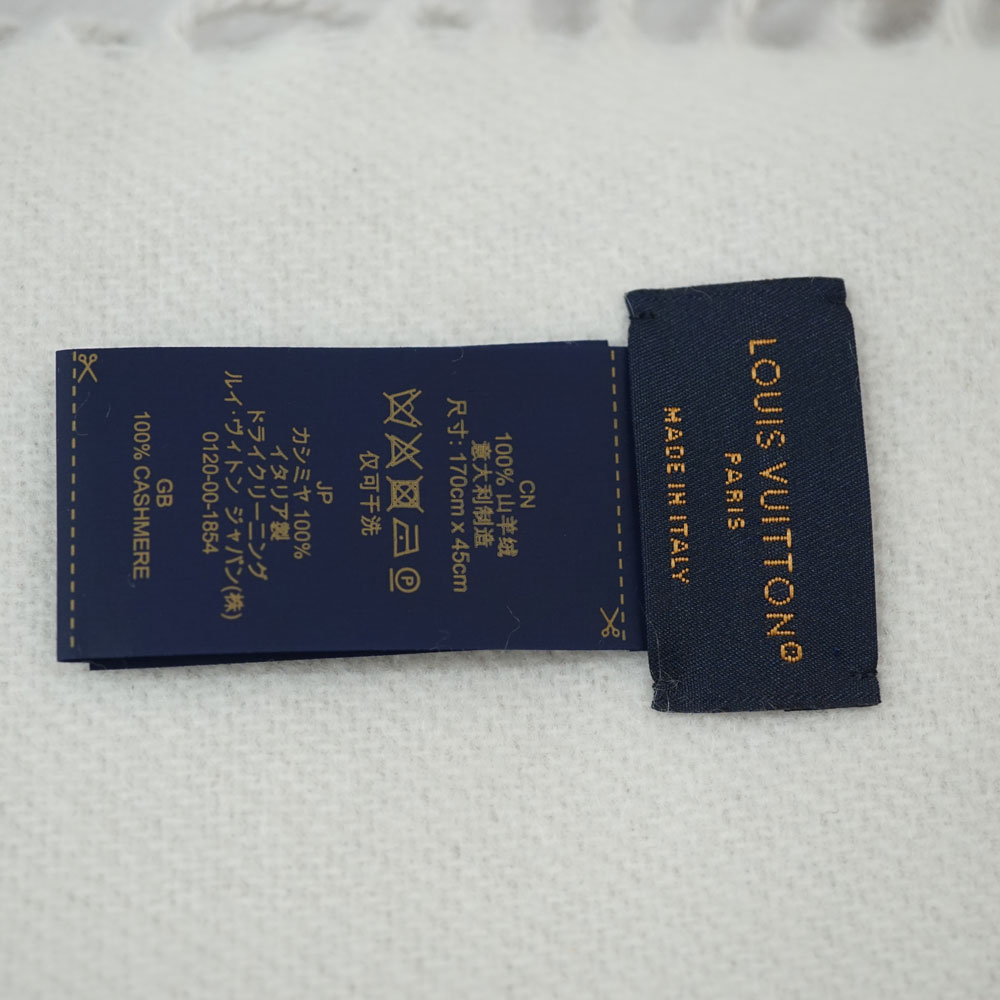 LOUIS VUITTON®
PARIS
MADE IN ITALY
CN
100% 山羊绒
意大利制造
尺寸: 170cm x 45cm
P
仅可干洗
JP
カシミヤ 100%
イタリア製
ドライクリーニング
ルイ・ヴィトン ジャパン(株)
0120-00-1854
GB
100% CASHMERE